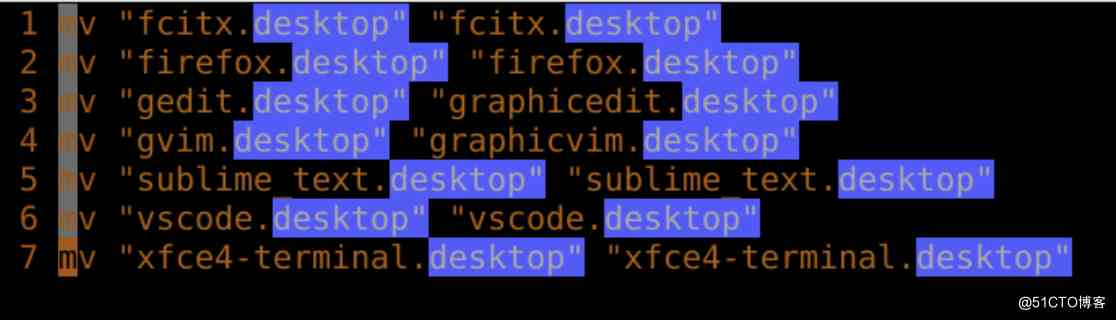 1 mv "fcitx.desktop" "fcitx.desktop"
2 mv "firefox.desktop" "firefox.desktop"
3 mv "gedit.desktop" "graphicedit.desktop"
4 mv "gvim.desktop" "graphicvim.desktop"
5 mv "sublime_text.desktop" "sublime_text.desktop"
6 mv "vscode.desktop" "vscode.desktop"
7 mv "xfce4-terminal.desktop" "xfce4-terminal.desktop"
@51CTO博客